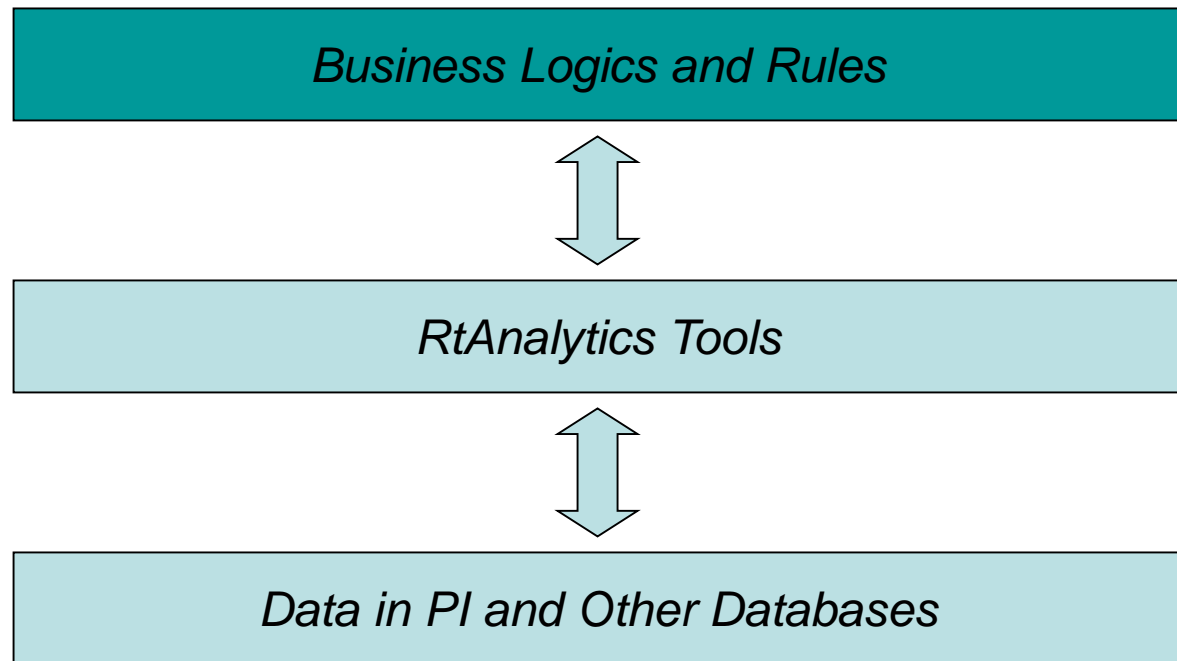 Business Logics and Rules
RtAnalytics Tools
Data in PI and Other Databases